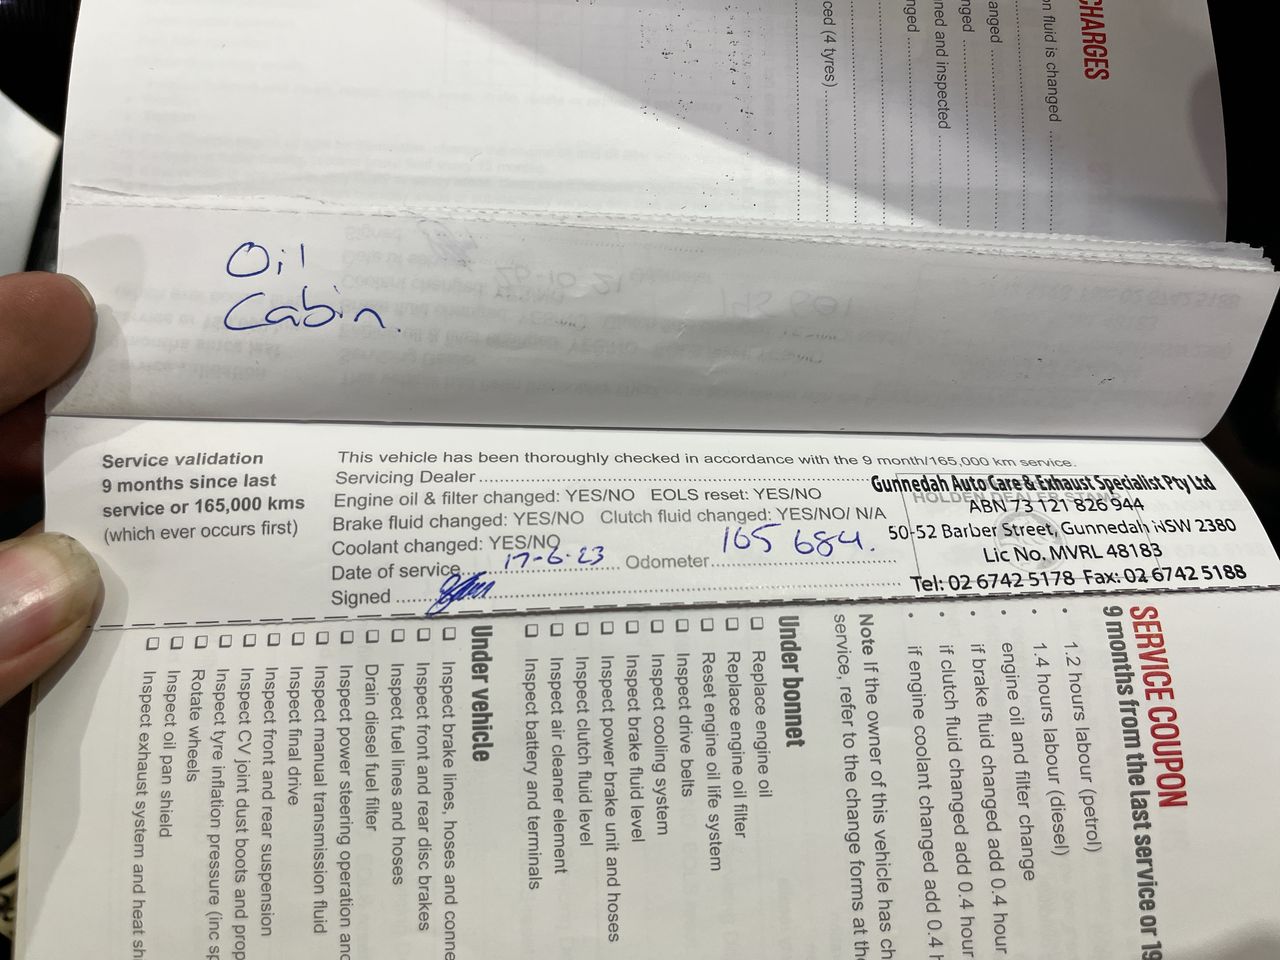 CHARGES
on fluid is changed
anged
nged
ned and inspected
nged
ced (4 tyres)
Oil
Cabin.
Service validation
9 months since last
service or 165,000 kms
(which ever occurs first)
This vehicle has been thoroughly checked in accordance with the 9 month/165,000 km service.
Servicing Dealer
Engine oil & filter changed: YES/NO EOLS reset: YES/NO
Brake fluid changed: YES/NO Clutch fluid changed: YES/NO/ N/A
Coolant changed: YES/NO
Date of service 17-6-23 Odometer 165 684.
Signed
HOLDEN DEALER STAMP
Gunnedah Auto Care & Exhaust Specialist Pty Ltd
ABN 73 121 826 944
50-52 Barber Street, Gunnedah NSW 2380
Lic No. MVRL 48183
Tel: 02 6742 5178 Fax: 02 6742 5188
SERVICE COUPON
9 months from the last service or 19
• 1.2 hours labour (petrol)
• 1.4 hours labour (diesel)
• engine oil and filter change
• if brake fluid changed add 0.4 hour
• if clutch fluid changed add 0.4 hour
• if engine coolant changed add 0.4 h
Note If the owner of this vehicle has ch
service, refer to the change forms at the
Under bonnet
❑ Replace engine oil
❑ Replace engine oil filter
❑ Reset engine oil life system
❑ Inspect drive belts
❑ Inspect cooling system
❑ Inspect brake fluid level
❑ Inspect power brake unit and hoses
❑ Inspect clutch fluid level
❑ Inspect air cleaner element
❑ Inspect battery and terminals
Under vehicle
❑ Inspect brake lines, hoses and conne
❑ Inspect front and rear disc brakes
❑ Inspect fuel lines and hoses
❑ Drain diesel fuel filter
❑ Inspect power steering operation and
❑ Inspect manual transmission fluid
❑ Inspect final drive
❑ Inspect front and rear suspension
❑ Inspect CV joint dust boots and prop
❑ Inspect tyre inflation pressure (inc sp
❑ Rotate wheels
❑ Inspect oil pan shield
❑ Inspect exhaust system and heat sh